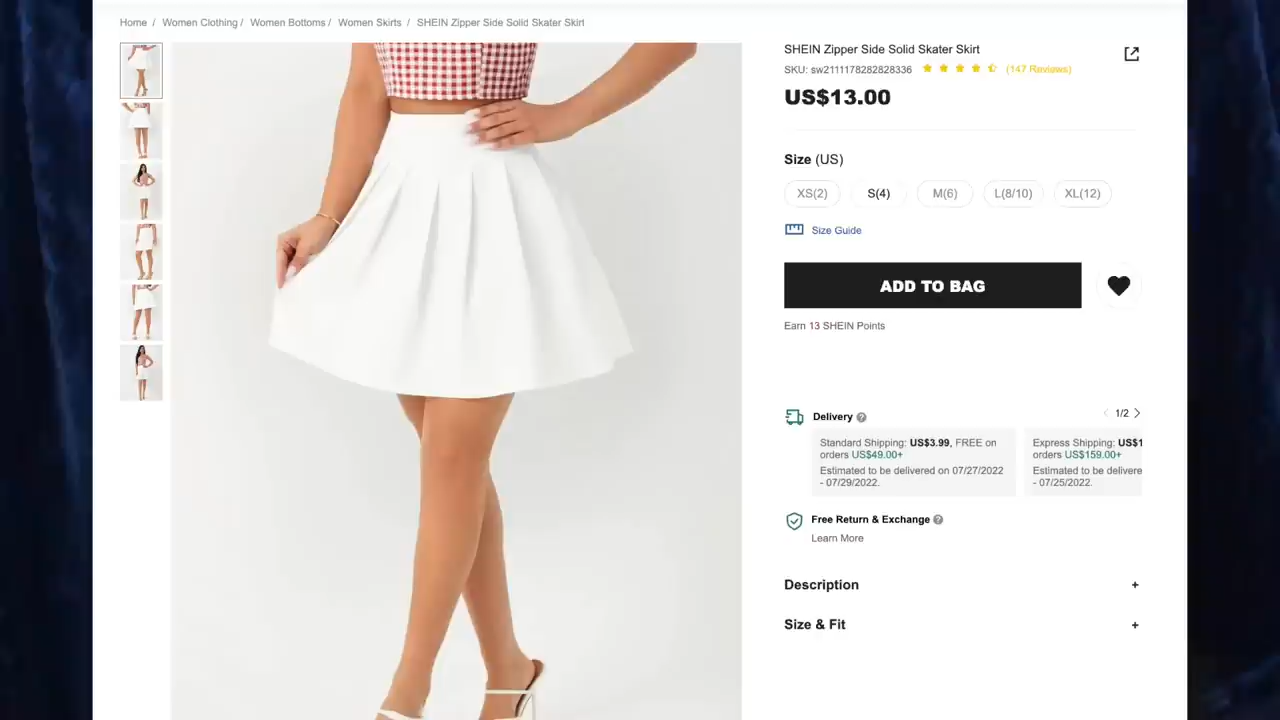 Home / Women Clothing / Women Bottoms / Women Skirts / SHEIN Zipper Side Solid Skater Skirt
SHEIN Zipper Side Solid Skater Skirt
SKU: sw2111178282828336 (147 Reviews)
US$13.00
Size (US)
XS(2) S(4) M(6) L(8/10) XL(12)
Size Guide
ADD TO BAG
Earn 13 SHEIN Points
Delivery ? 1/2
Standard Shipping: US$3.99, FREE on
orders US$49.00+
Estimated to be delivered on 07/27/2022
- 07/29/2022.
Express Shipping: US$1
orders US$159.00+
Estimated to be delivere
- 07/25/2022.
Free Return & Exchange ?
Learn More
Description +
Size & Fit +